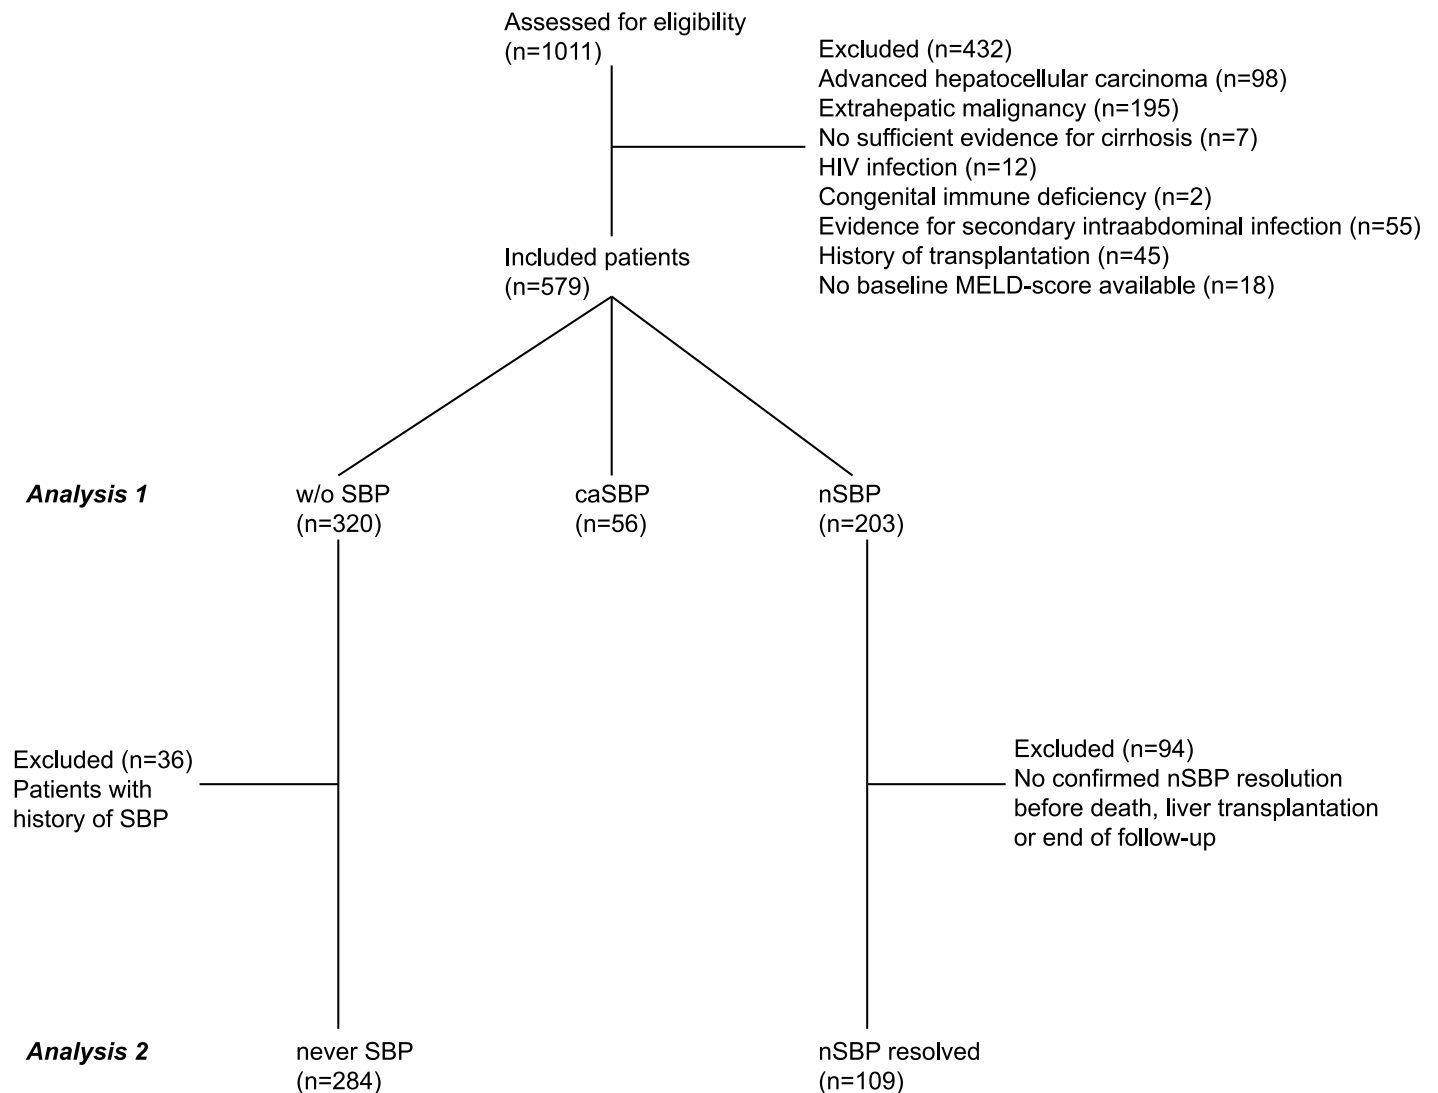 Assessed for eligibility
(n=1011)
Excluded (n=432)
Advanced hepatocellular carcinoma (n=98)
Extrahepatic malignancy (n=195)
No sufficient evidence for cirrhosis (n=7)
HIV infection (n=12)
Congenital immune deficiency (n=2)
Evidence for secondary intraabdominal infection (n=55)
History of transplantation (n=45)
No baseline MELD-score available (n=18)
Included patients
(n=579)
Analysis 1
w/o SBP
(n=320)
caSBP
(n=56)
nSBP
(n=203)
Excluded (n=36)
Patients with
history of SBP
Excluded (n=94)
No confirmed nSBP resolution
before death, liver transplantation
or end of follow-up
Analysis 2
never SBP
(n=284)
nSBP resolved
(n=109)